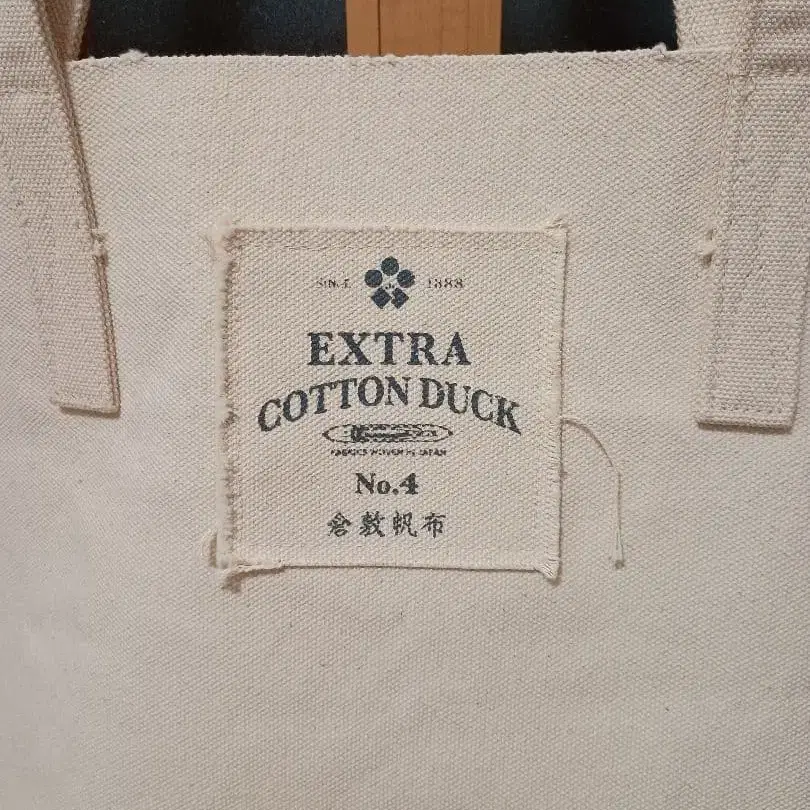 SINCE 1888
EXTRA
COTTON DUCK
FABRICS WOVEN IN JAPAN
No.4
倉敷帆布